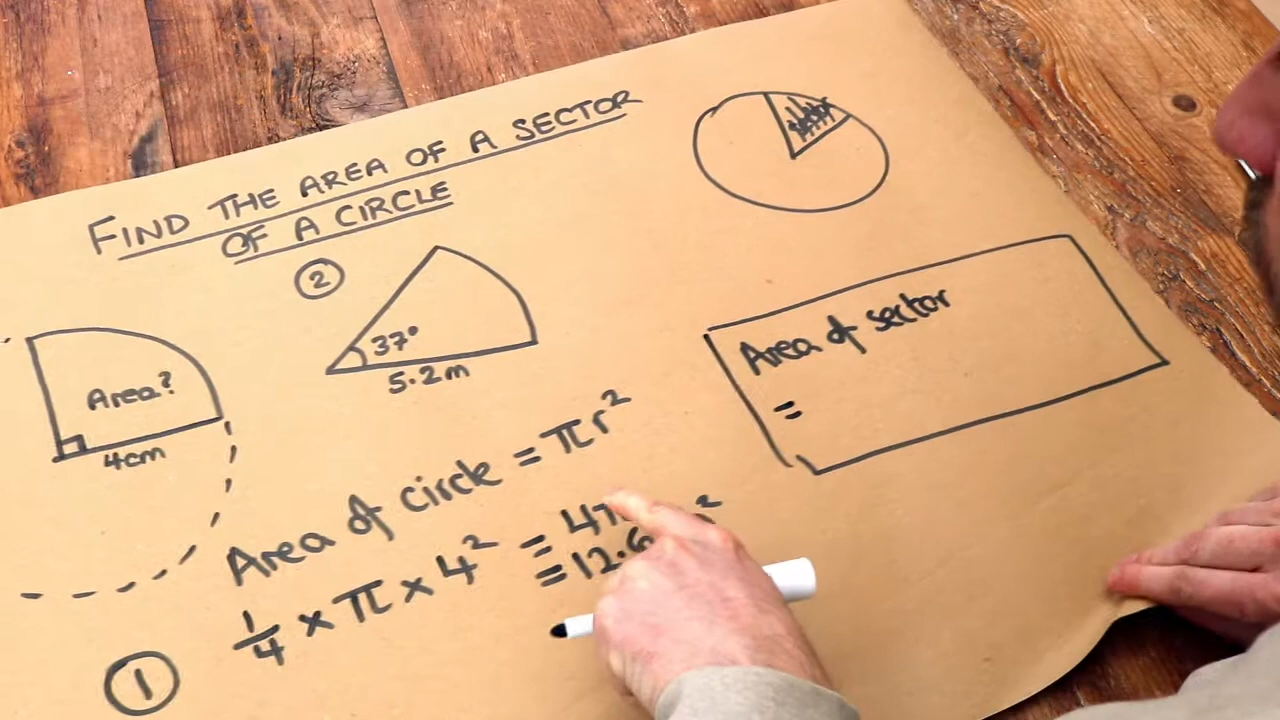 FIND THE AREA OF A SECTOR
OF A CIRCLE
sector
2
37°
5.2m
Area?
4cm
Area of sector
=
Area of circle = πr²
1/4 × π × 4² = 4π
= 12.6
1